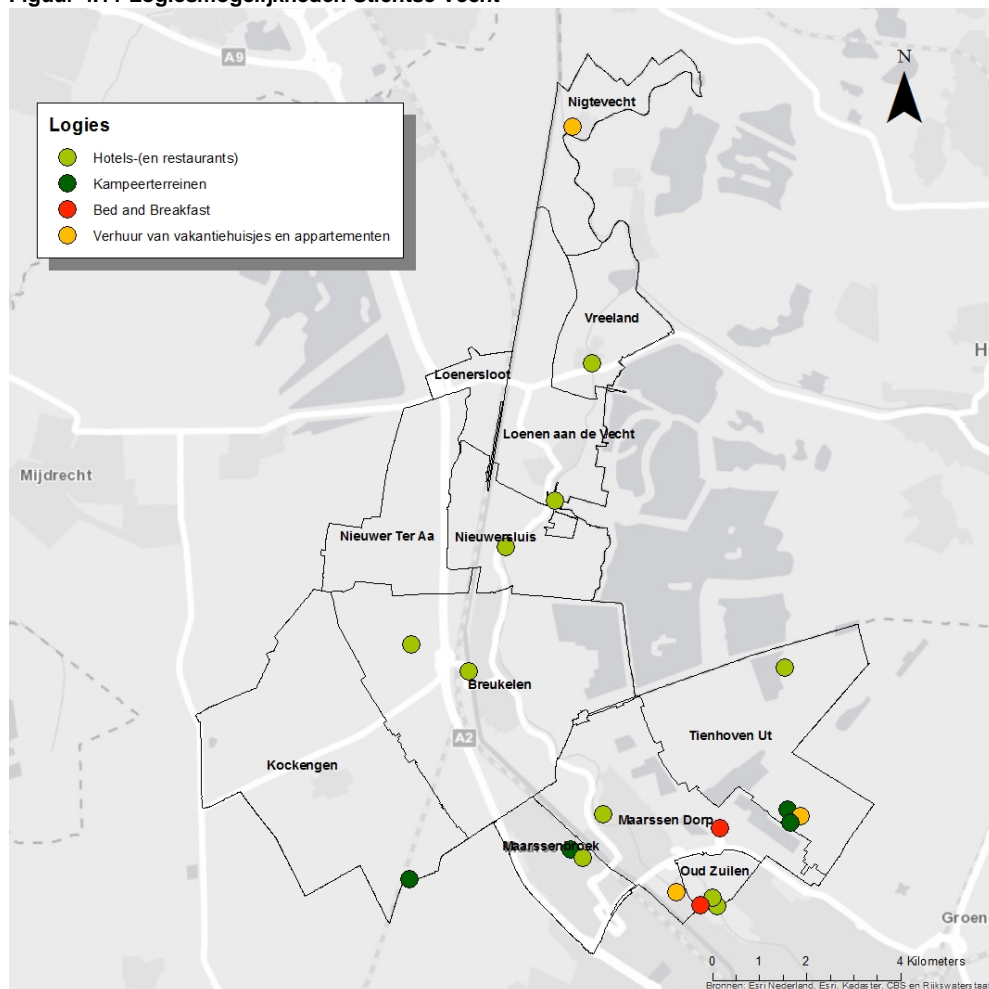 A9
N
Nigtevecht
Logies
Hotels-(en restaurants)
Kampeerterreinen
Bed and Breakfast
Verhuur van vakantiehuisjes en appartementen
Vreeland
H
Loenersloot
Loenen aan de Vecht
Mijdrecht
Nieuwer Ter Aa
Nieuwersluis
Breukelen
Tienhoven Ut
A2
Kockengen
Maarssen Dorp
Maarssenbroek
Oud Zuilen
Groen
0 1 2 4 Kilometers
Bronnen: Esri Nederland, Esri, Kadaster, CBS en Rijkswaterstaat